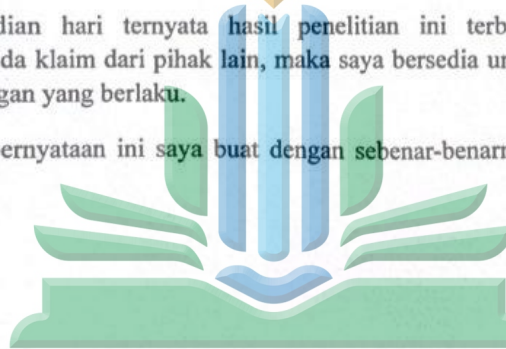 dian hari ternyata hasil penelitian ini terb
da klaim dari pihak lain, maka saya bersedia un
gan yang berlaku.
pernyataan ini saya buat dengan sebenar-benarn